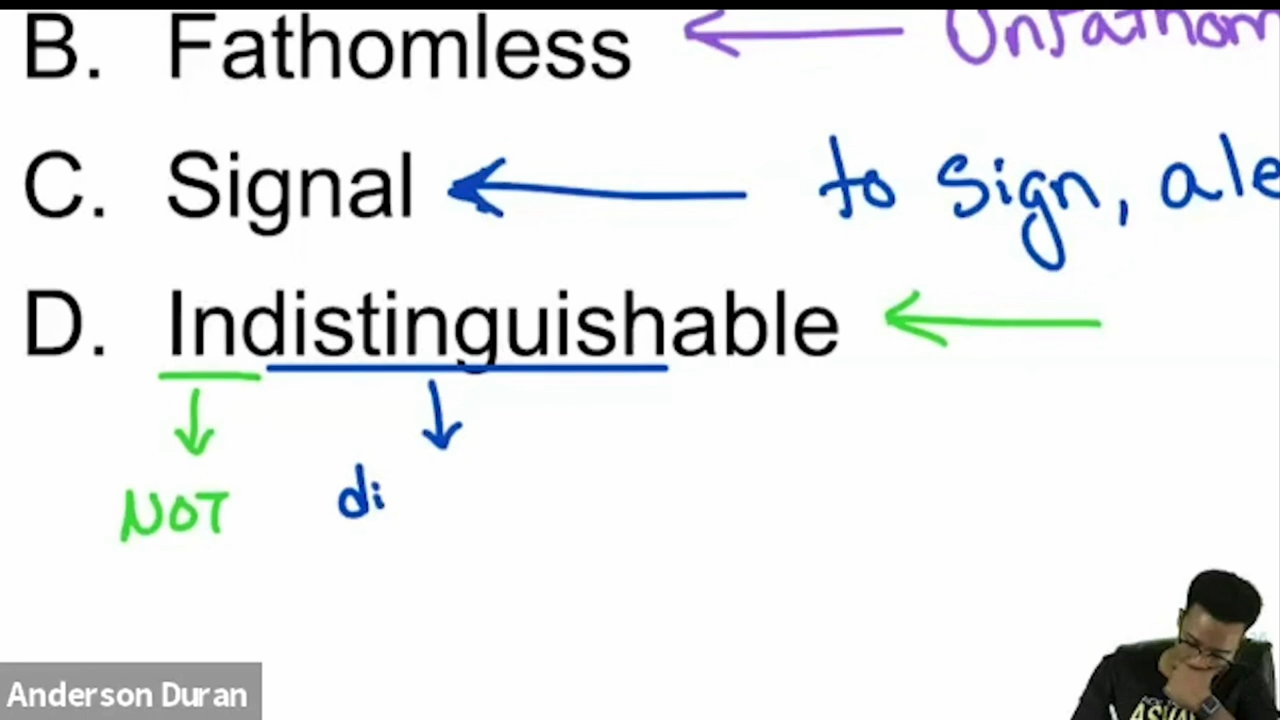 B. Fathomless ← Unfathom
C. Signal ← to sign, ale
D. Indistinguishable ←
NOT di
Anderson Duran